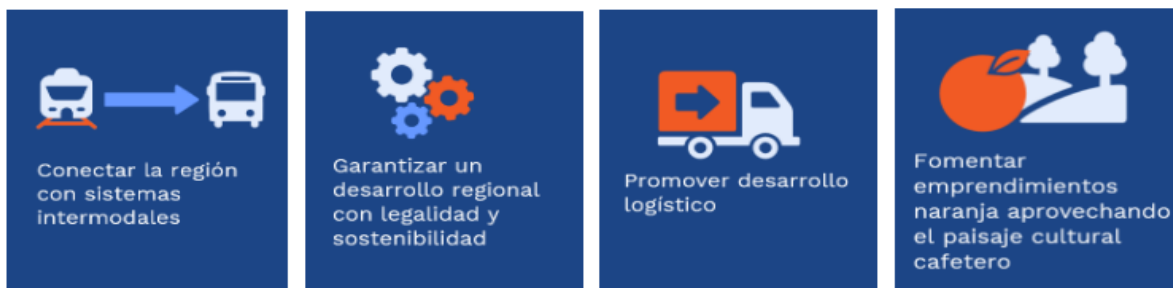 Conectar la región
con sistemas
intermodales
Garantizar un
desarrollo regional
con legalidad y
sostenibilidad
Promover desarrollo
logístico
Fomentar
emprendimientos
naranja aprovechando
el paisaje cultural
cafetero